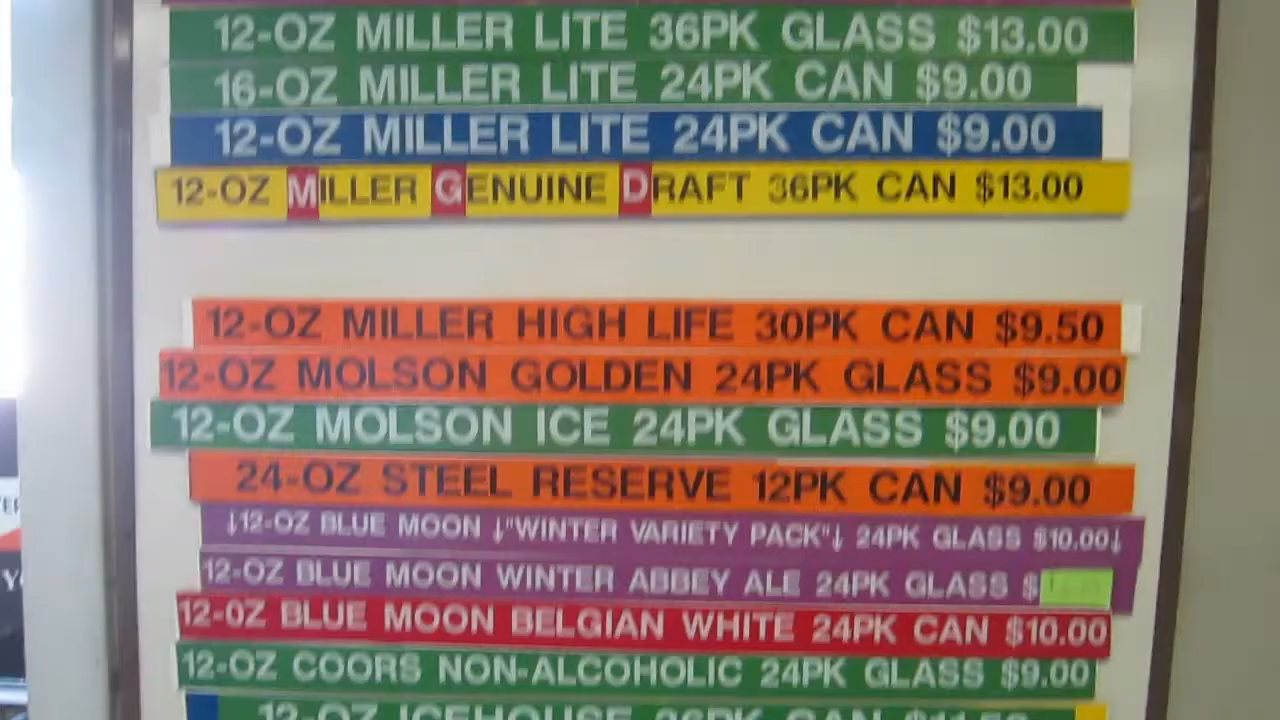 12-OZ MILLER LITE 36PK GLASS $13.00
16-OZ MILLER LITE 24PK CAN $9.00
12-OZ MILLER LITE 24PK CAN $9.00
12-OZ MILLER GENUINE DRAFT 36PK CAN $13.00
12-OZ MILLER HIGH LIFE 30PK CAN $9.50
12-OZ MOLSON GOLDEN 24PK GLASS $9.00
12-OZ MOLSON ICE 24PK GLASS $9.00
24-OZ STEEL RESERVE 12PK CAN $9.00
↓12-OZ BLUE MOON ↓"WINTER VARIETY PACK"↓ 24PK GLASS $10.00↓
12-OZ BLUE MOON WINTER ABBEY ALE 24PK GLASS $
12-OZ BLUE MOON BELGIAN WHITE 24PK CAN $10.00
12-OZ COORS NON-ALCOHOLIC 24PK GLASS $9.00
12-OZ ICEHOUSE 36PK CAN